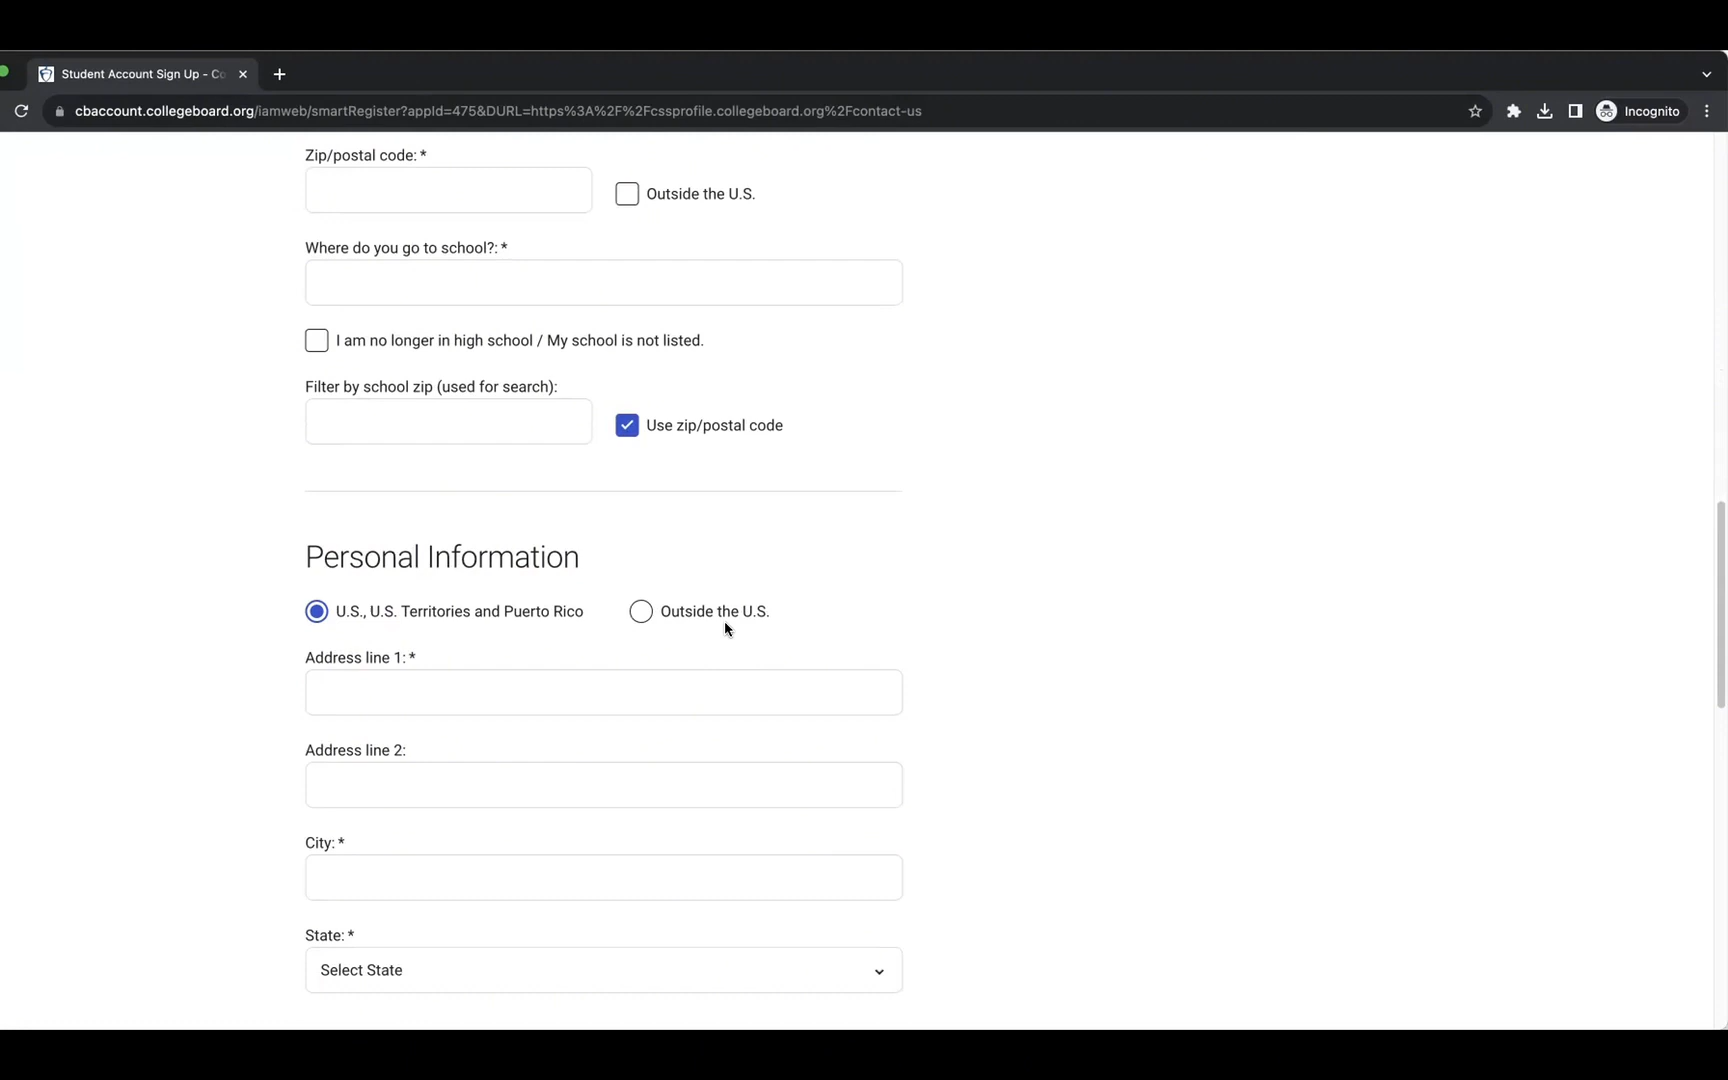 Student Account Sign Up - Co
cbaccount.collegeboard.org/iamweb/smartRegister?appId=475&DURL=https%3A%2F%2Fcssprofile.collegeboard.org%2Fcontact-us
Incognito
Zip/postal code: *
Outside the U.S.
Where do you go to school?: *
I am no longer in high school / My school is not listed.
Filter by school zip (used for search):
Use zip/postal code
Personal Information
U.S., U.S. Territories and Puerto Rico
Outside the U.S.
Address line 1: *
Address line 2:
City: *
State: *
Select State